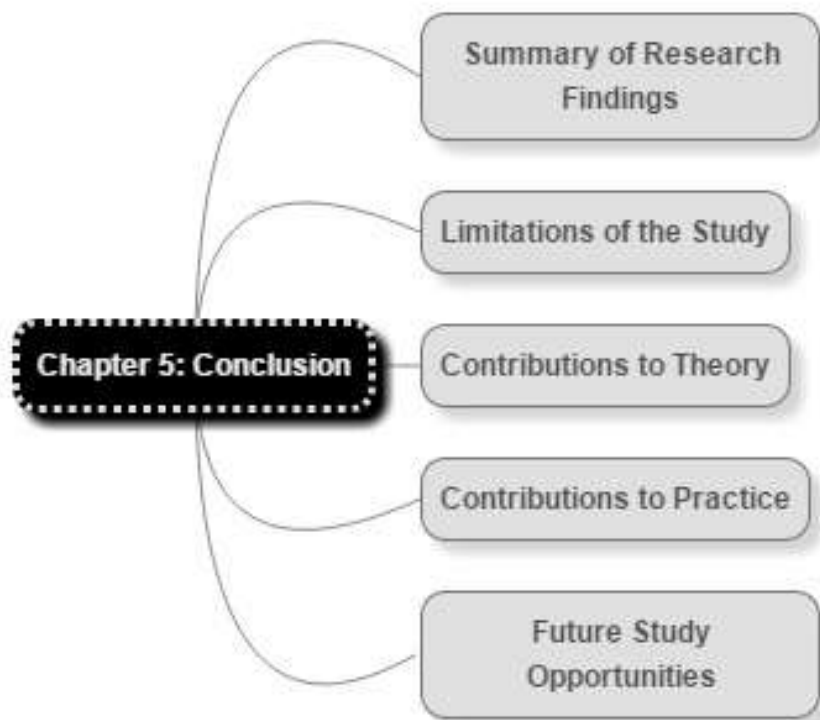 Summary of Research
Findings
Limitations of the Study
Chapter 5: Conclusion
Contributions to Theory
Contributions to Practice
Future Study
Opportunities